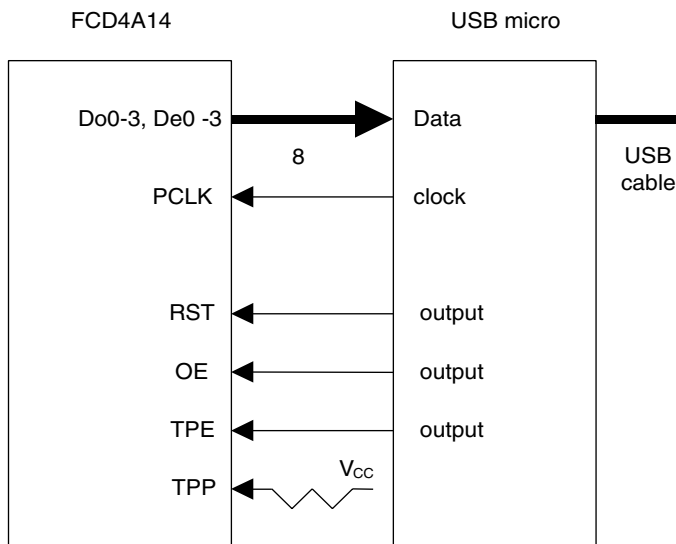 FCD4A14
USB micro
Do0-3, De0 -3
Data
8
USB
cable
PCLK
clock
RST
output
OE
output
TPE
output
TPP
VCC